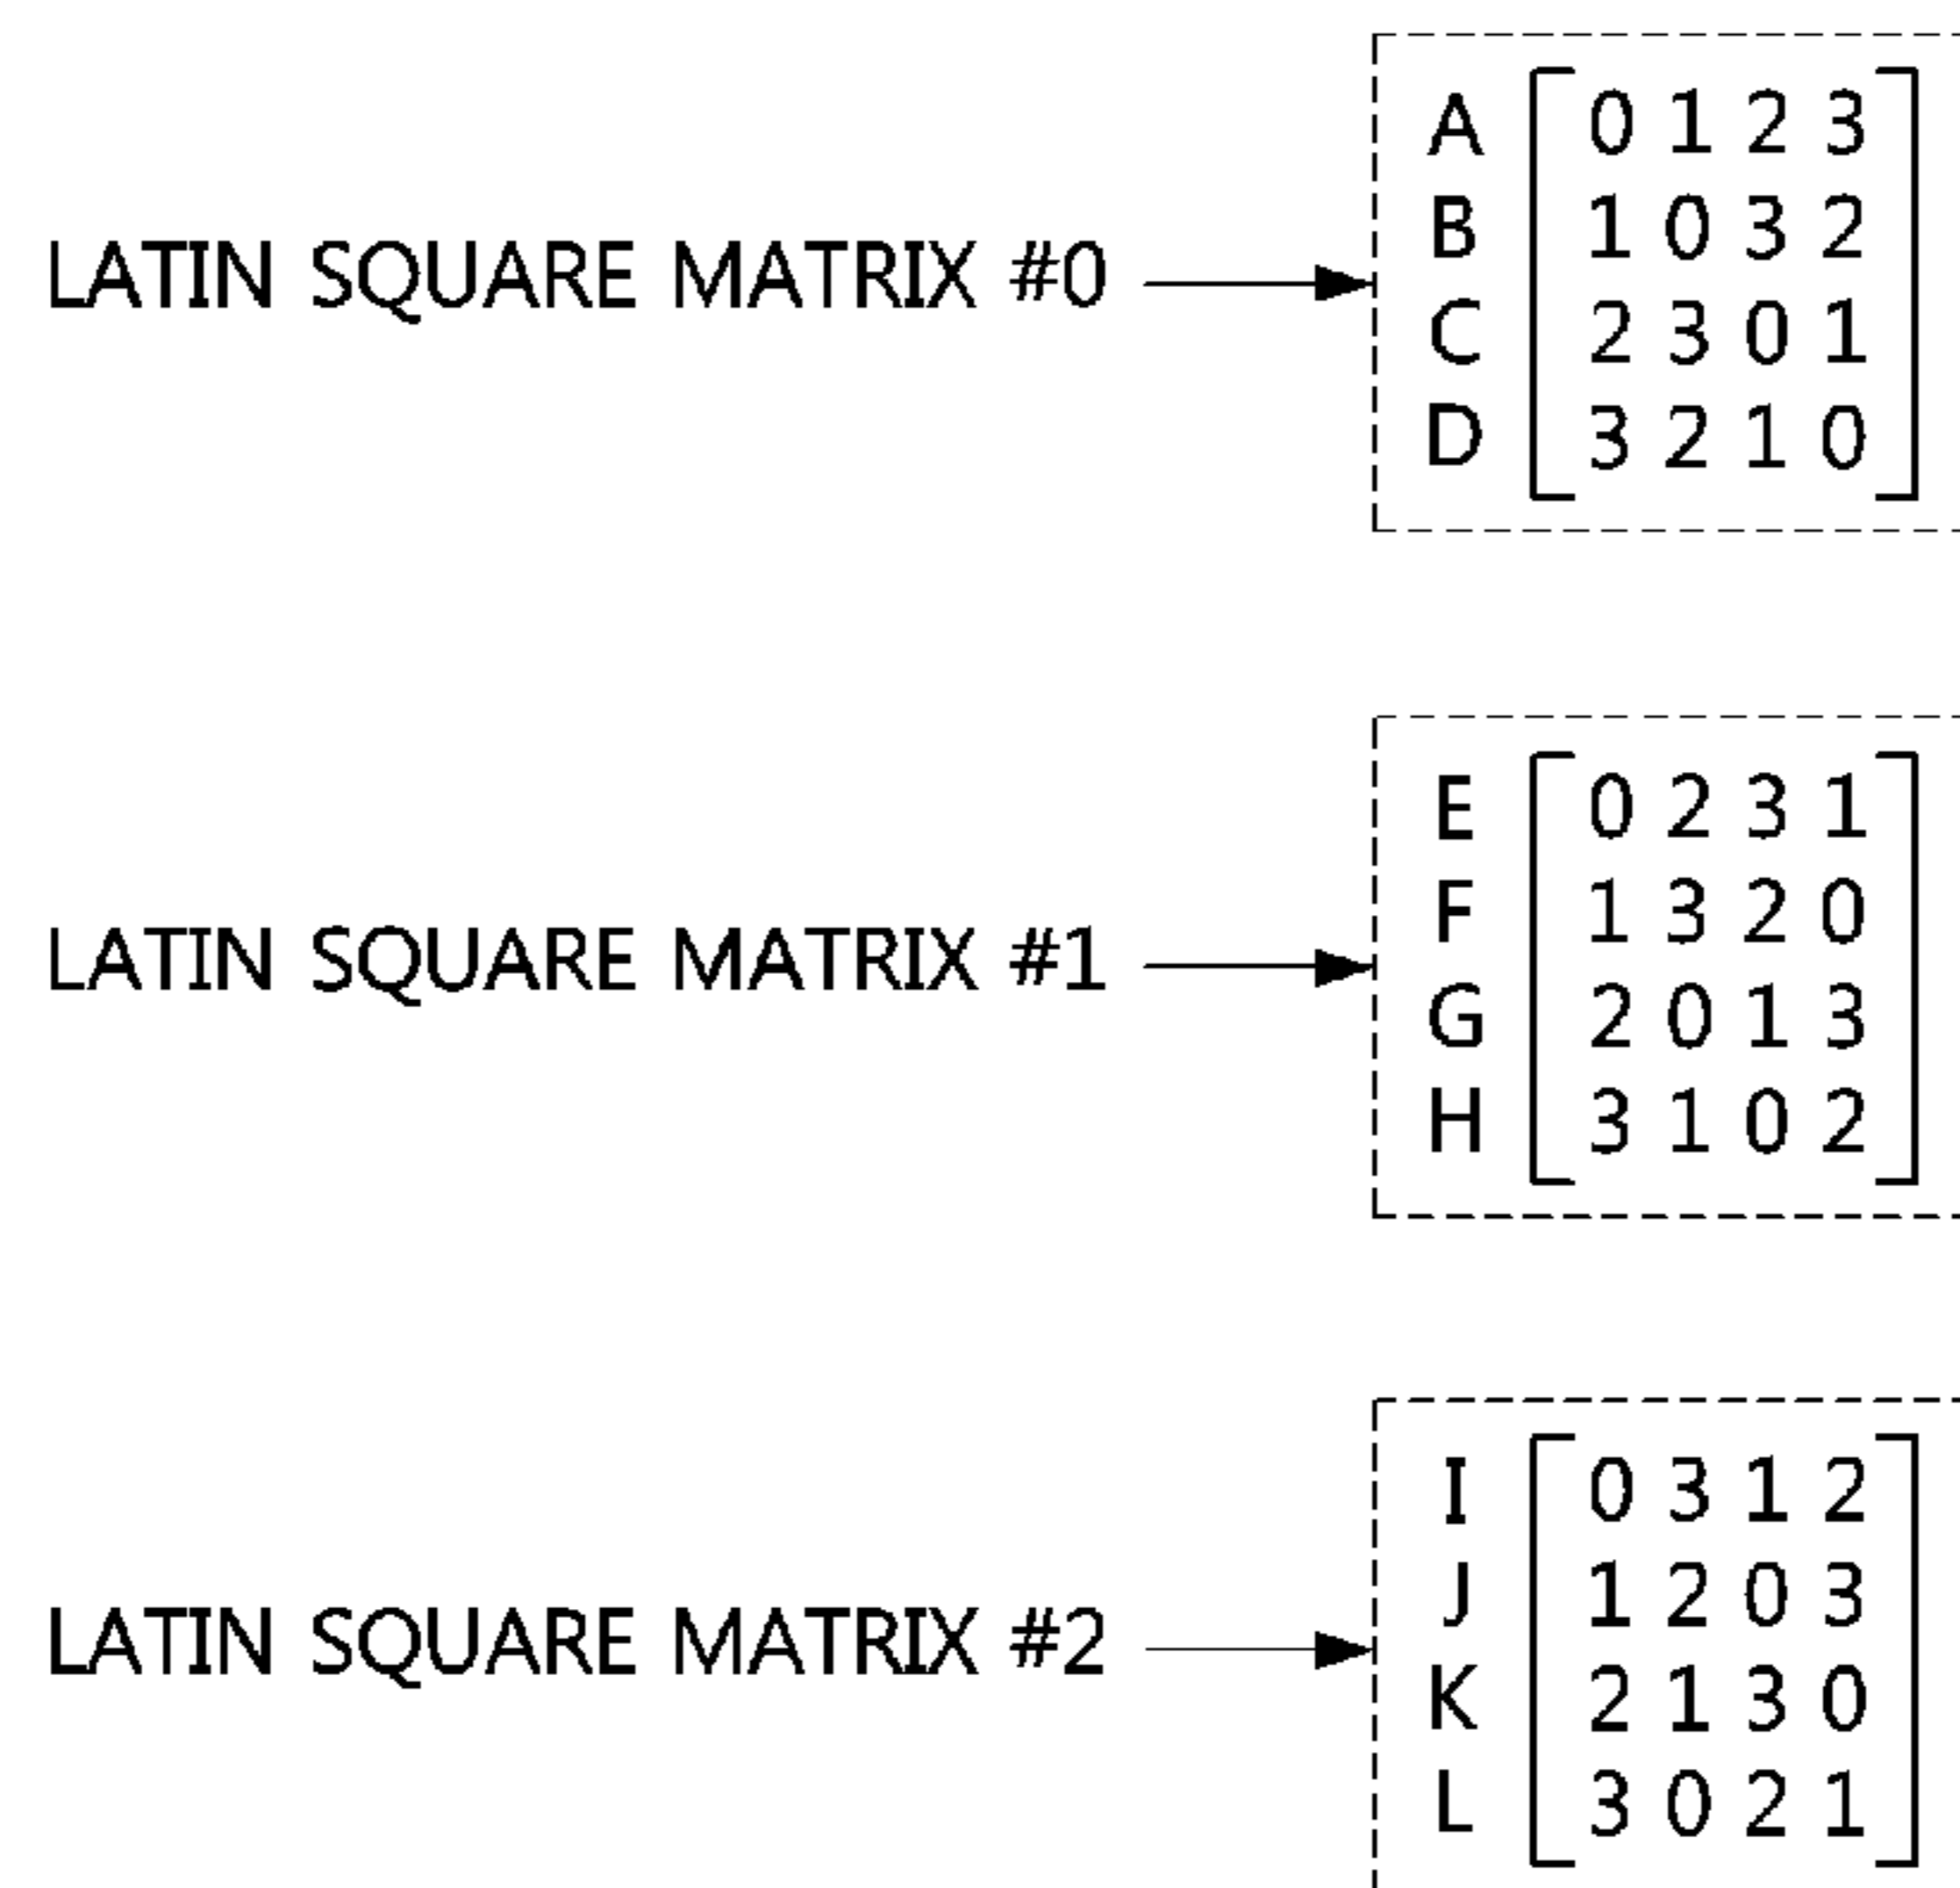 A 0 1 2 3
B 1 0 3 2
LATIN SQUARE MATRIX #0
C 2 3 0 1
D 3 2 1 0
E 0 2 3 1
F 1 3 2 0
LATIN SQUARE MATRIX #1
G 2 0 1 3
H 3 1 0 2
I 0 3 1 2
J 1 2 0 3
LATIN SQUARE MATRIX #2
K 2 1 3 0
L 3 0 2 1